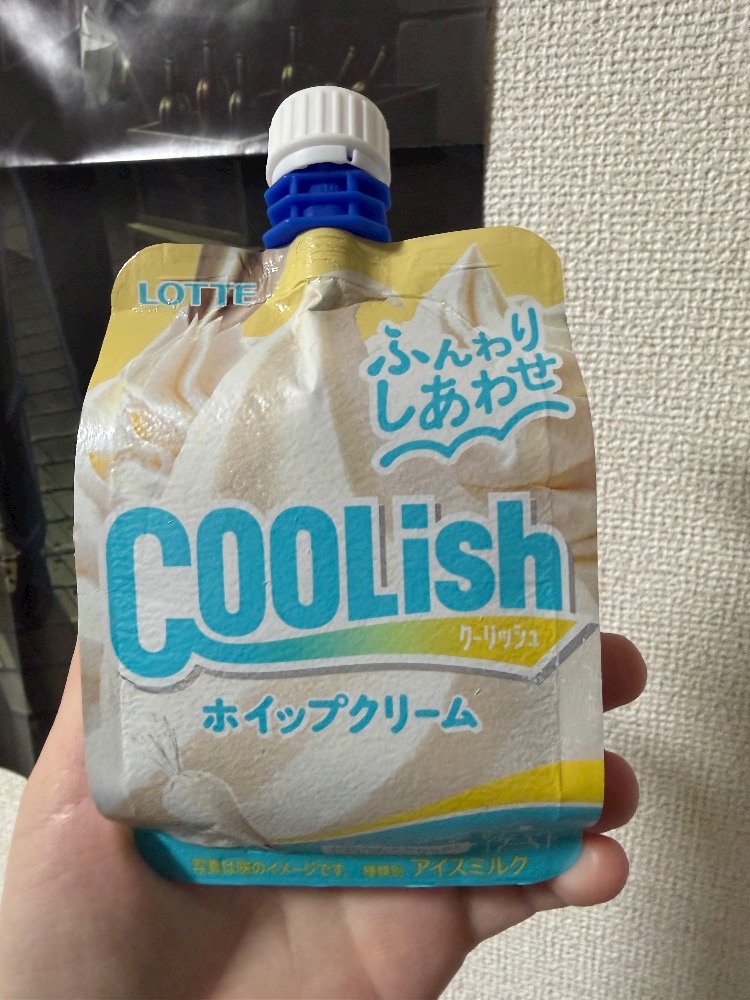 LOTTE
ふんわり
しあわせ
COOLish
クーリッシュ
ホイップクリーム
写真は味のイメージです。 種類別 アイスミルク